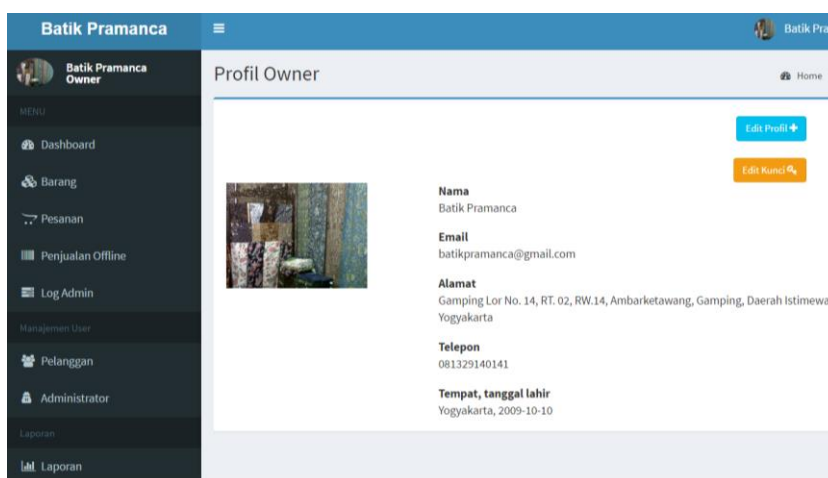 Batik Pramanca
Batik Pra
Batik Pramanca
Owner
Profil Owner
Home
MENU
Dashboard
Barang
Pesanan
Penjualan Offline
Log Admin
Manajemen User
Pelanggan
Administrator
Laporan
Laporan
Edit Profil
Edit Kunci
Nama
Batik Pramanca
Email
batikpramanca@gmail.com
Alamat
Gamping Lor No. 14, RT. 02, RW.14, Ambarketawang, Gamping, Daerah Istimewa
Yogyakarta
Telepon
081329140141
Tempat, tanggal lahir
Yogyakarta, 2009-10-10